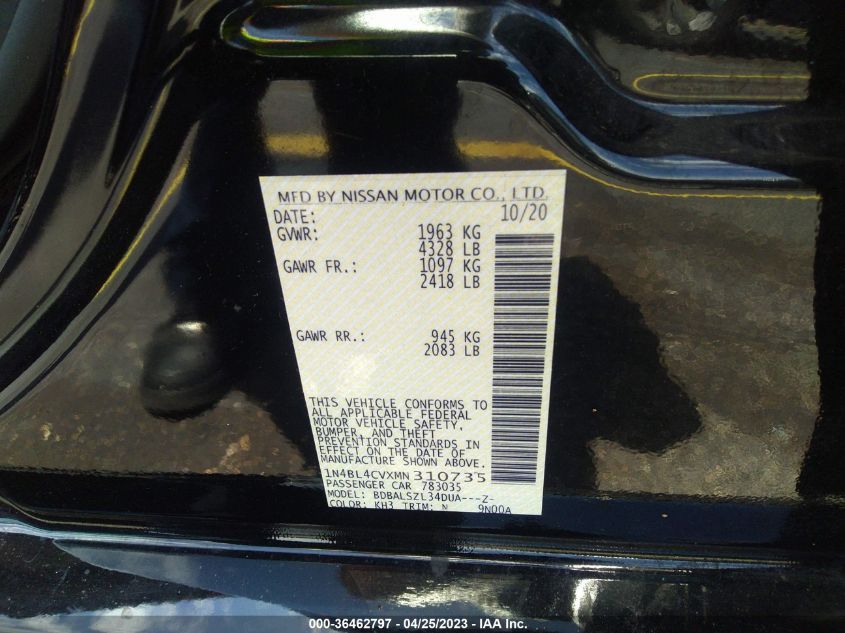 MFD BY NISSAN MOTOR CO., LTD.
DATE: 10/20
GVWR: 1963 KG
4328 LB
GAWR FR.: 1097 KG
2418 LB
GAWR RR.: 945 KG
2083 LB
THIS VEHICLE CONFORMS TO
ALL APPLICABLE FEDERAL
MOTOR VEHICLE SAFETY,
BUMPER, AND THEFT
PREVENTION STANDARDS IN
EFFECT ON THE DATE OF
MANUFACTURE SHOWN ABOVE.
1N4BL4CVXMN310735
PASSENGER CAR 783035
MODEL: BDBALSZL34DUA---Z-
COLOR: KH3 TRIM: N 9N00A
000-36462797 - 04/25/2023 - IAA Inc.